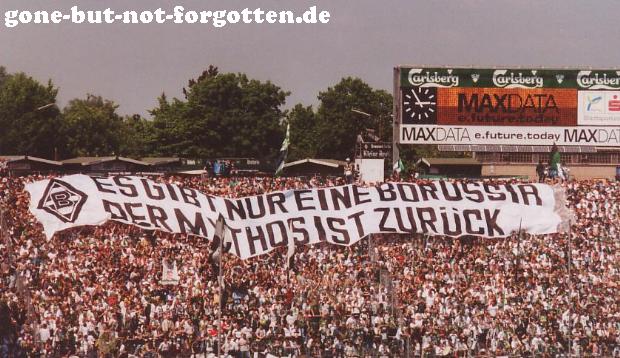 gone-but-not-forgotten.de
Carlsberg Carlsberg Carlsberg
MAXDATA
e.future.today
MAXDATA e.future.today MAXDATA
ES GIBT NUR EINE BORUSSIA
DER MYTHOS IST ZURÜCK